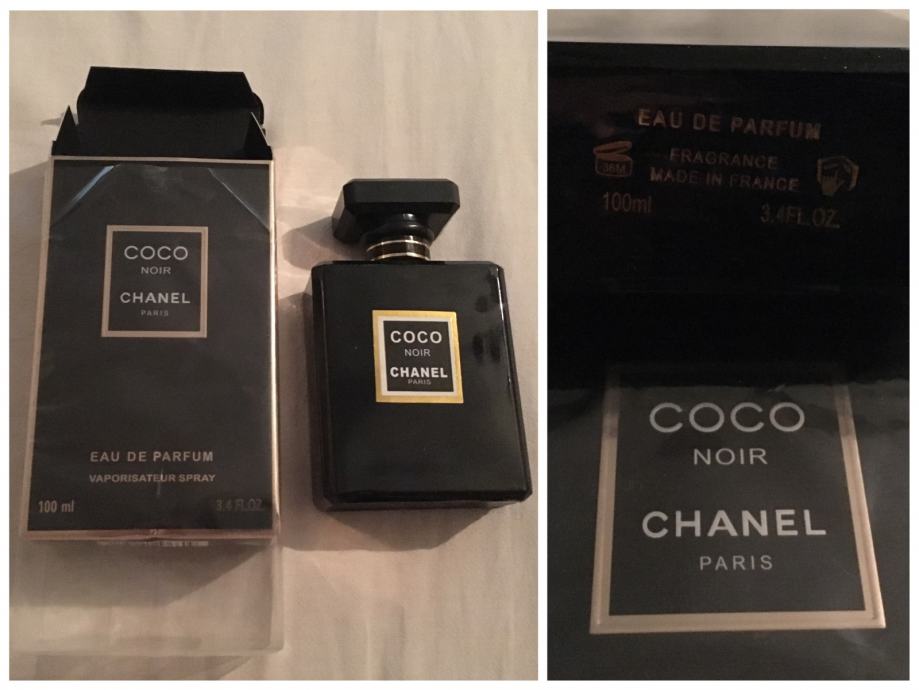 COCO
NOIR
CHANEL
PARIS
EAU DE PARFUM
VAPORISATEUR SPRAY
100 ml 3.4 FL.OZ.
COCO
NOIR
CHANEL
PARIS
EAU DE PARFUM
36M
FRAGRANCE
MADE IN FRANCE
100ml 3.4FL.OZ.
COCO
NOIR
CHANEL
PARIS